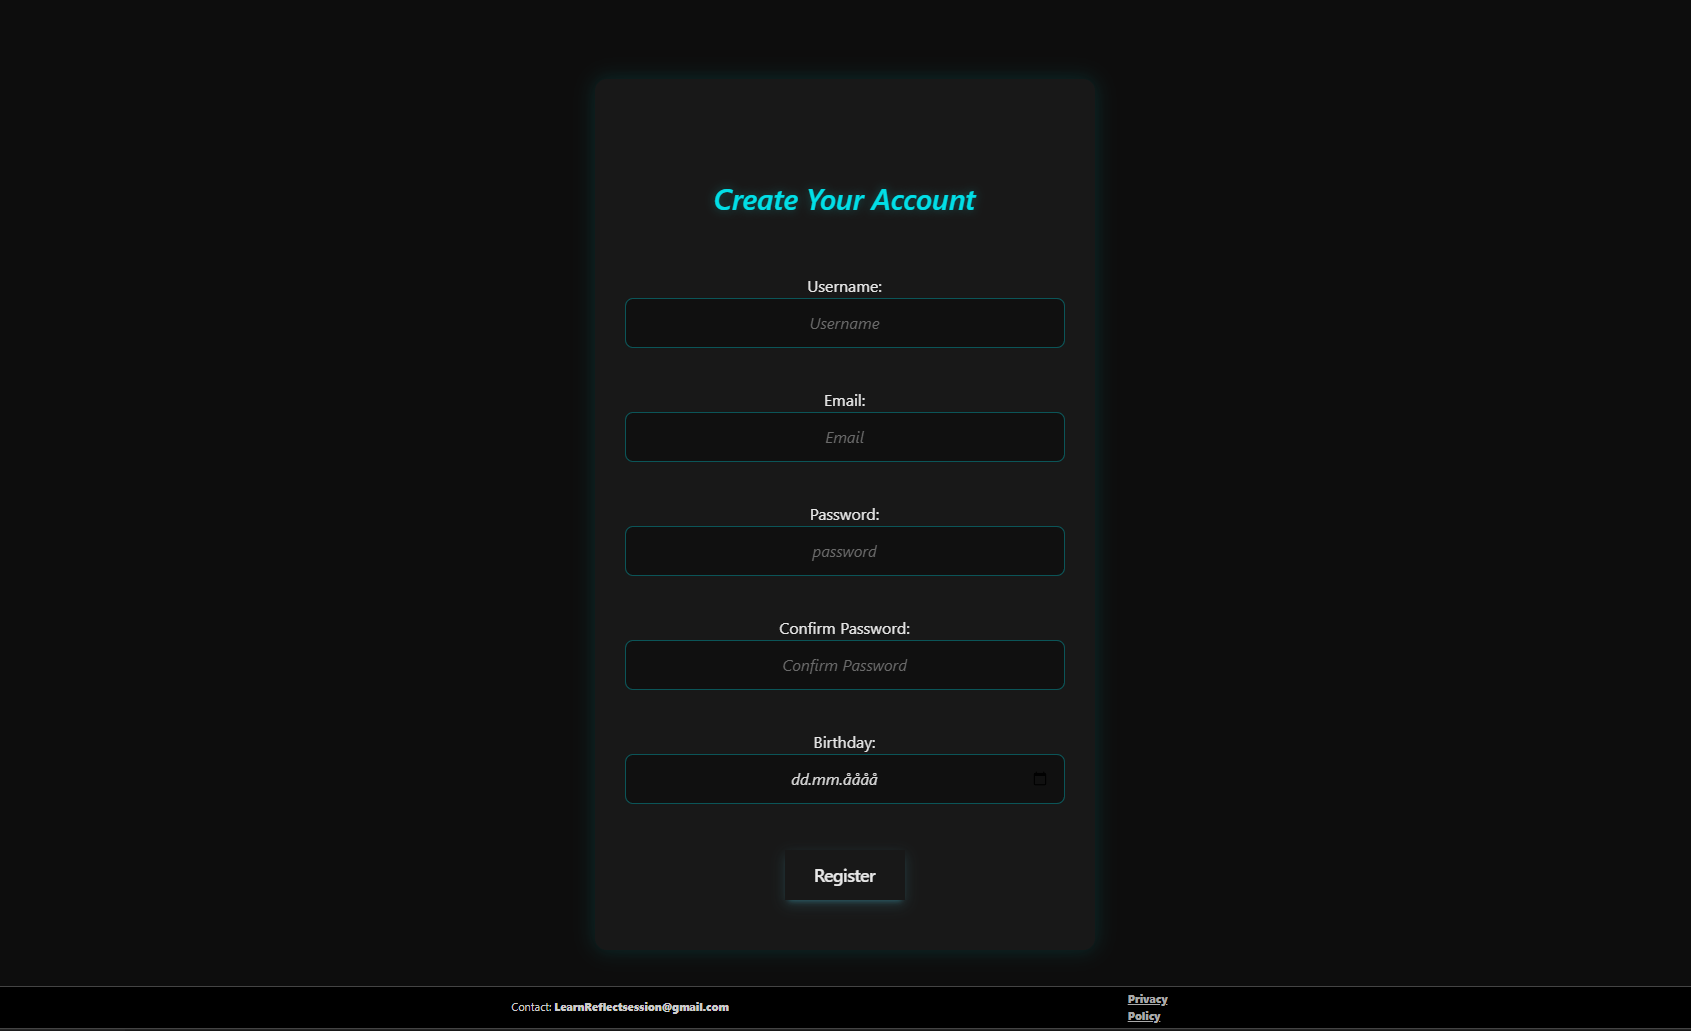 Create Your Account
Username:
Username
Email:
Email
Password:
password
Confirm Password:
Confirm Password
Birthday:
dd.mm.åååå
Register
Contact: LearnReflectsession@gmail.com
Privacy
Policy